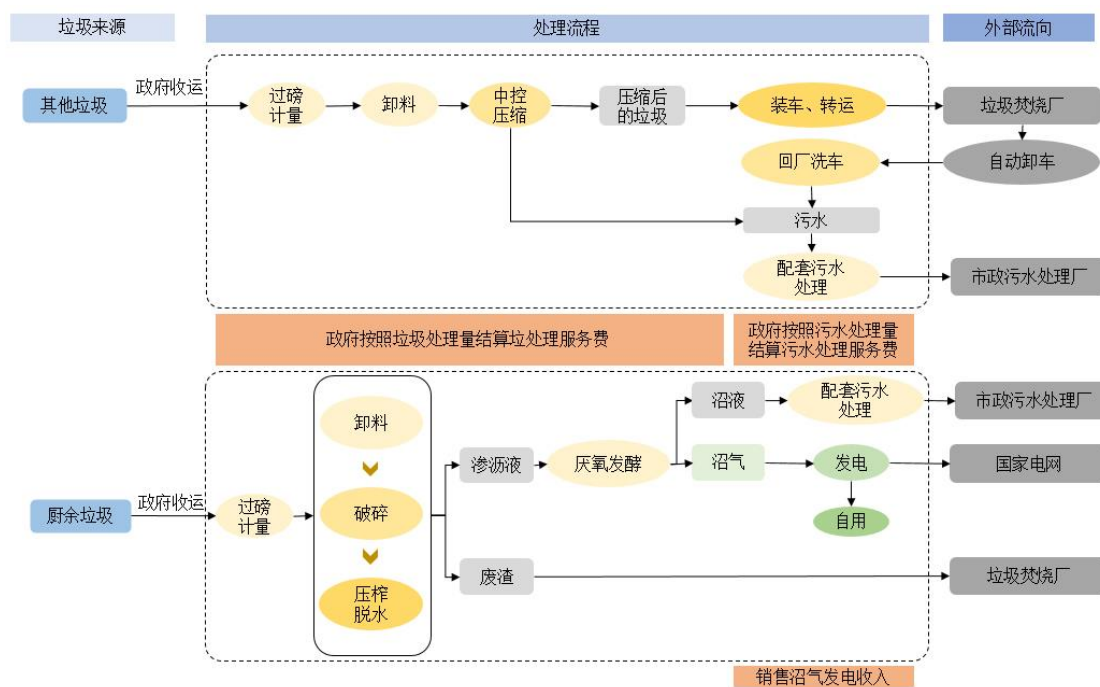 垃圾来源
处理流程
外部流向
政府收运
其他垃圾
过磅
计量
卸料
中控
压缩
压缩后
的垃圾
装车、转运
垃圾焚烧厂
回厂洗车
自动卸车
污水
配套污水
处理
市政污水处理厂
政府按照垃圾处理量结算垃处理服务费
政府按照污水处理量
结算污水处理服务费
卸料
沼液
配套污水
处理
市政污水处理厂
渗沥液
厌氧发酵
沼气
发电
国家电网
政府收运
厨余垃圾
过磅
计量
破碎
自用
废渣
垃圾焚烧厂
压榨
脱水
销售沼气发电收入